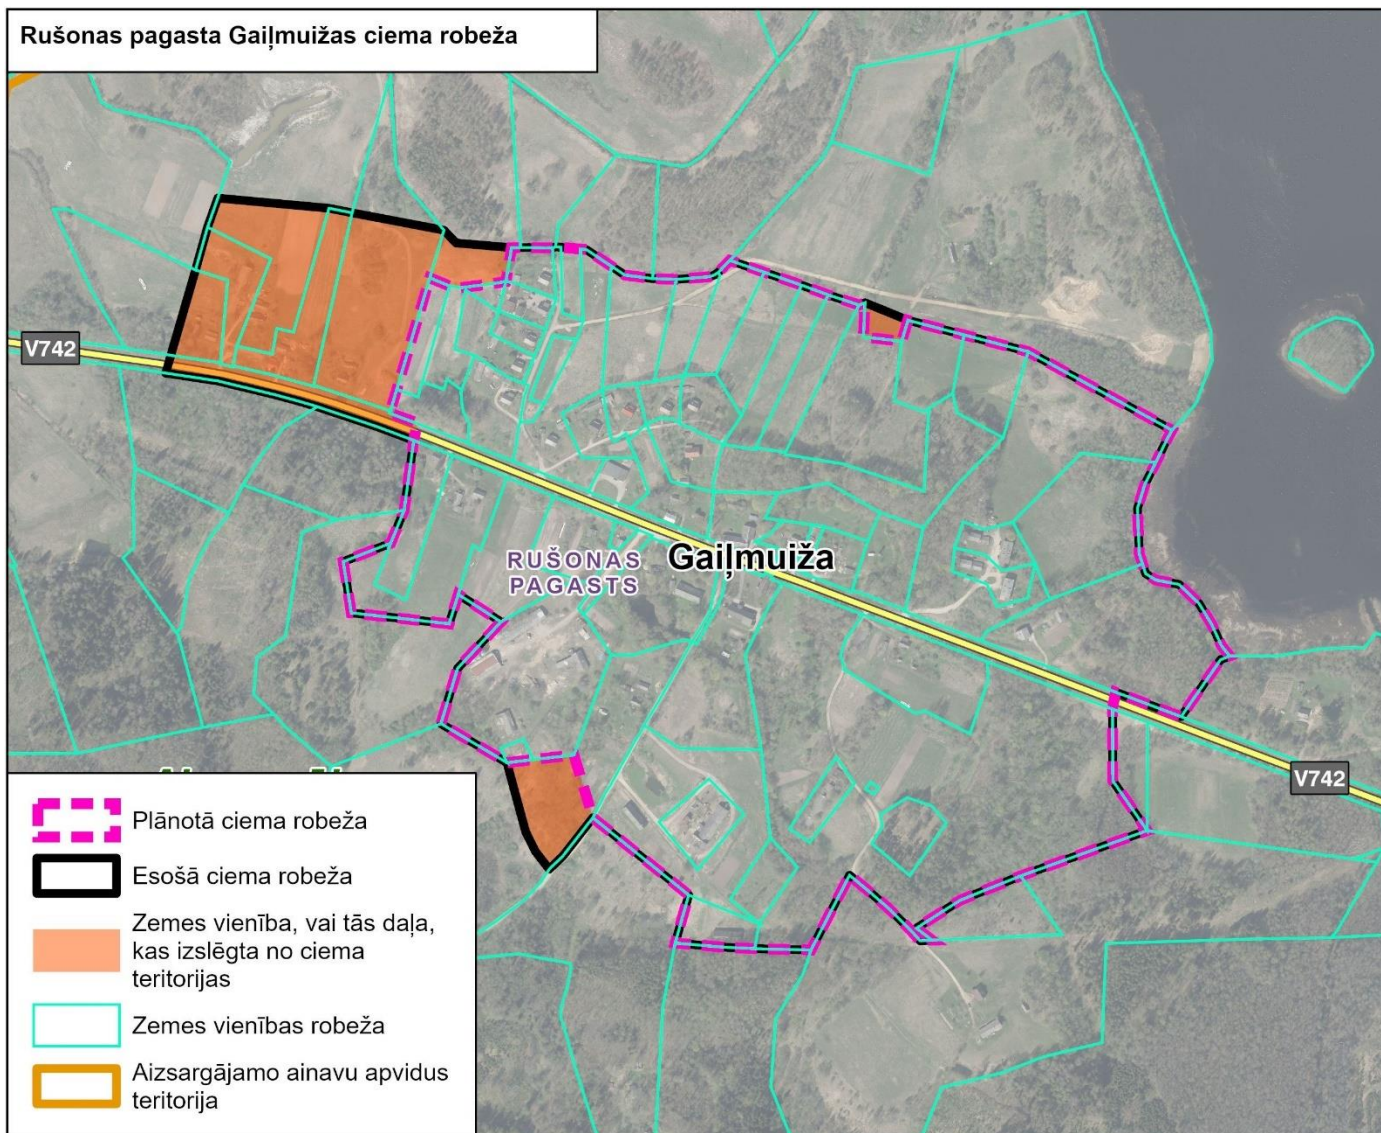 Rušonas pagasta Gaiļmuižas ciema robeža
V742
RUŠONAS
PAGASTS
Gaiļmuiža
V742
Plānotā ciema robeža
Esošā ciema robeža
Zemes vienība, vai tās daļa,
kas izslēgta no ciema
teritorijas
Zemes vienības robeža
Aizsargājamo ainavu apvidus
teritorija